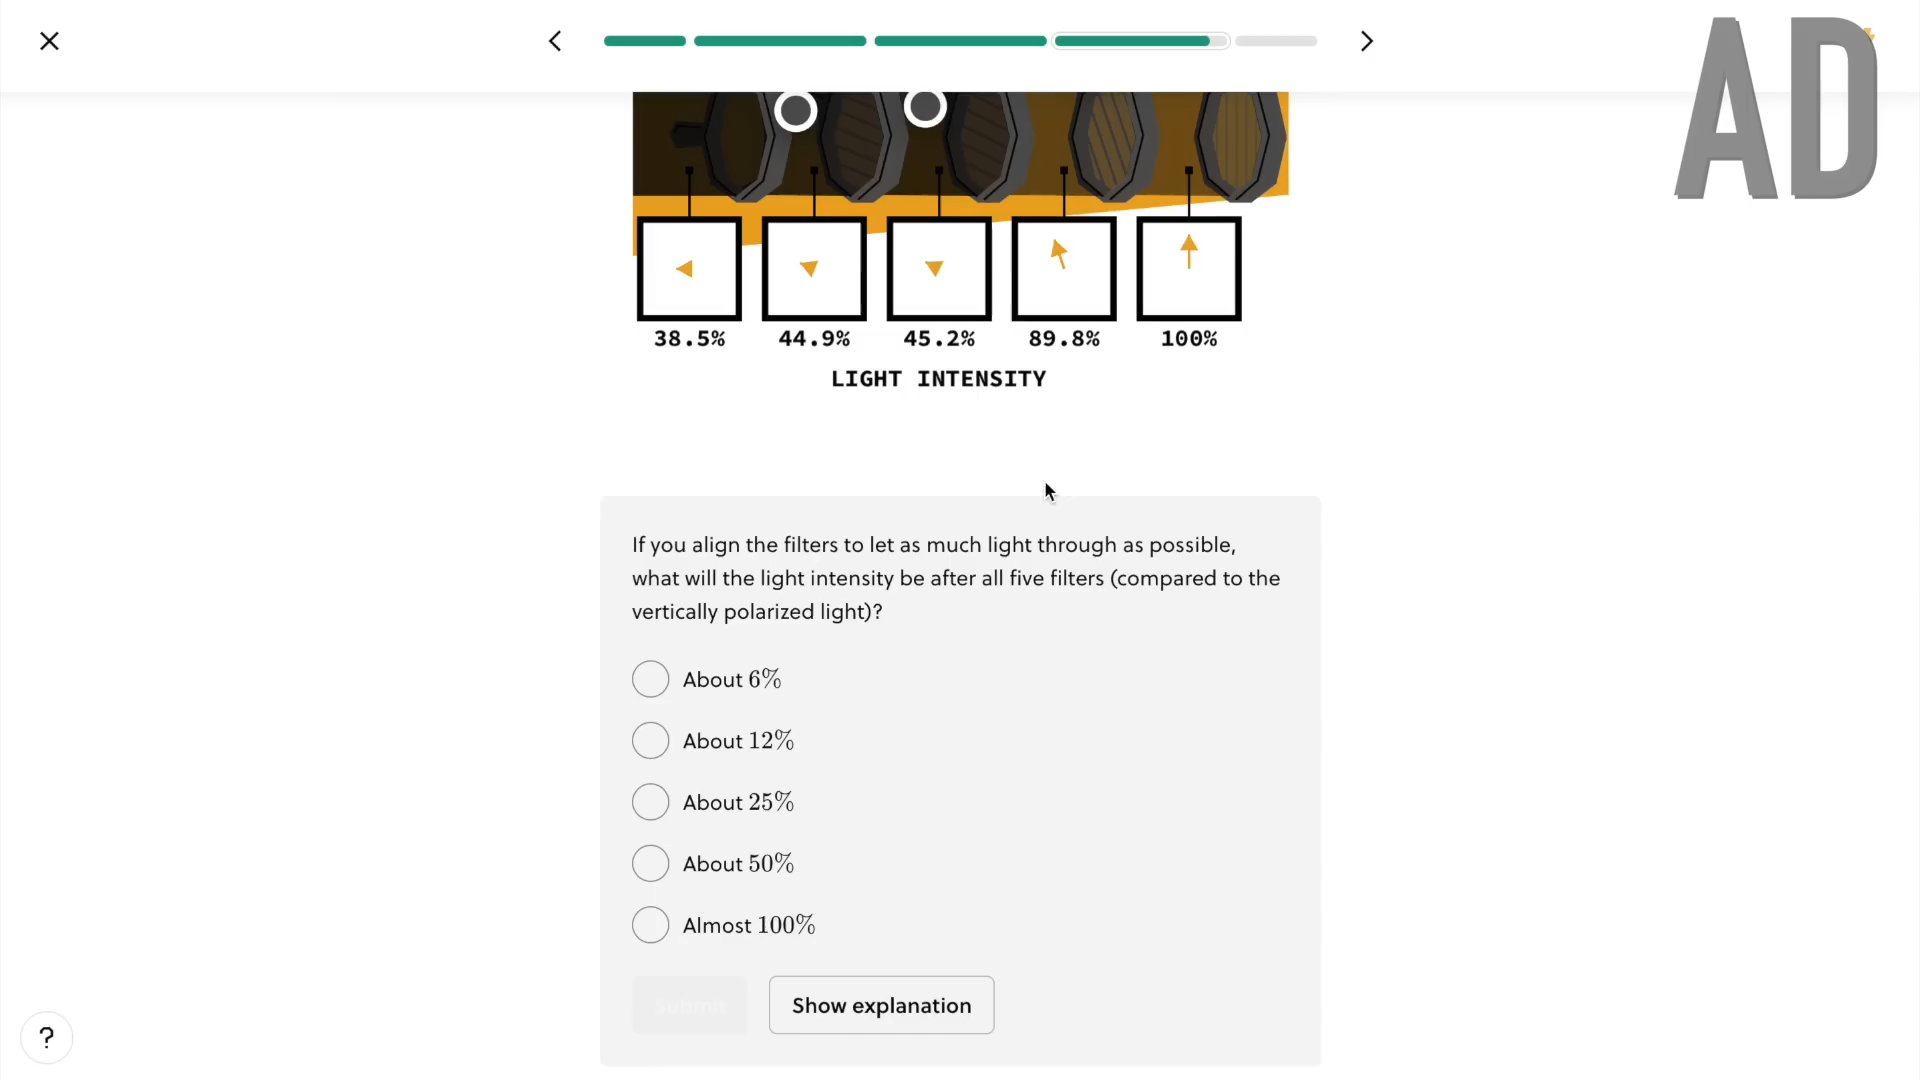 AD
38.5% 44.9% 45.2% 89.8% 100%
LIGHT INTENSITY
If you align the filters to let as much light through as possible,
what will the light intensity be after all five filters (compared to the
vertically polarized light)?
About 6%
About 12%
About 25%
About 50%
Almost 100%
Submit Show explanation
?